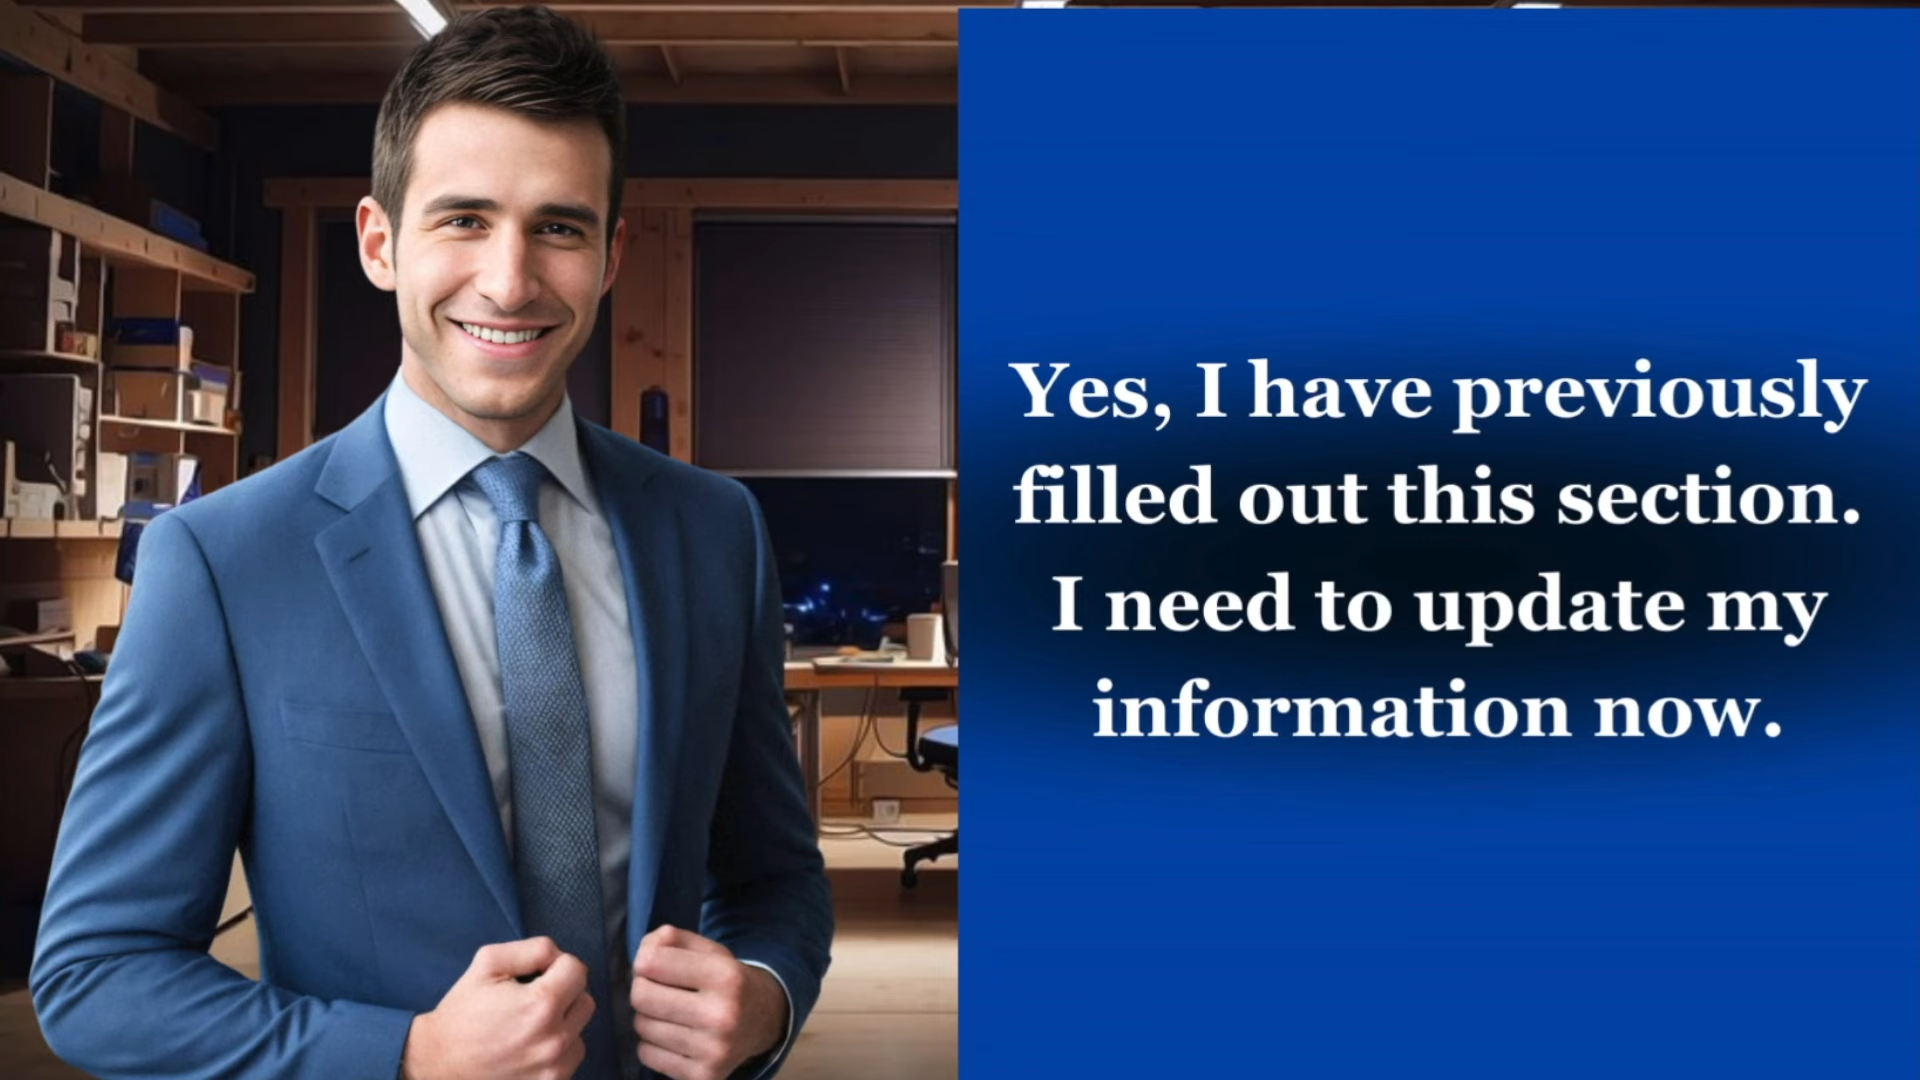 Yes, I have previously
filled out this section.
I need to update my
information now.